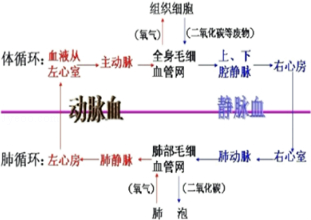 组织细胞
(氧气) (二氧化碳等废物)
体循环: 血液从左心室 主动脉 全身毛细血管网 上、下腔静脉 右心房
动脉血 静脉血
肺循环: 左心房 肺静脉 肺部毛细血管网 肺动脉 右心室
(氧气) (二氧化碳)
肺 泡